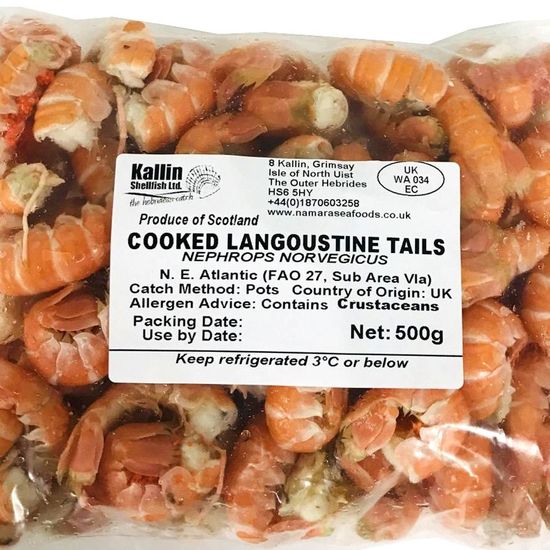 Kallin
Shellfish Ltd.
the hebridean catch
8 Kallin, Grimsay
Isle of North Uist
The Outer Hebrides
HS6 5HY
+44(0)1870603258
www.namaraseafoods.co.uk
UK
WA 034
EC
Produce of Scotland
COOKED LANGOUSTINE TAILS
NEPHROPS NORVEGICUS
N. E. Atlantic (FAO 27, Sub Area VIa)
Catch Method: Pots Country of Origin: UK
Allergen Advice: Contains Crustaceans
Packing Date:
Use by Date:
Net: 500g
Keep refrigerated 3°C or below